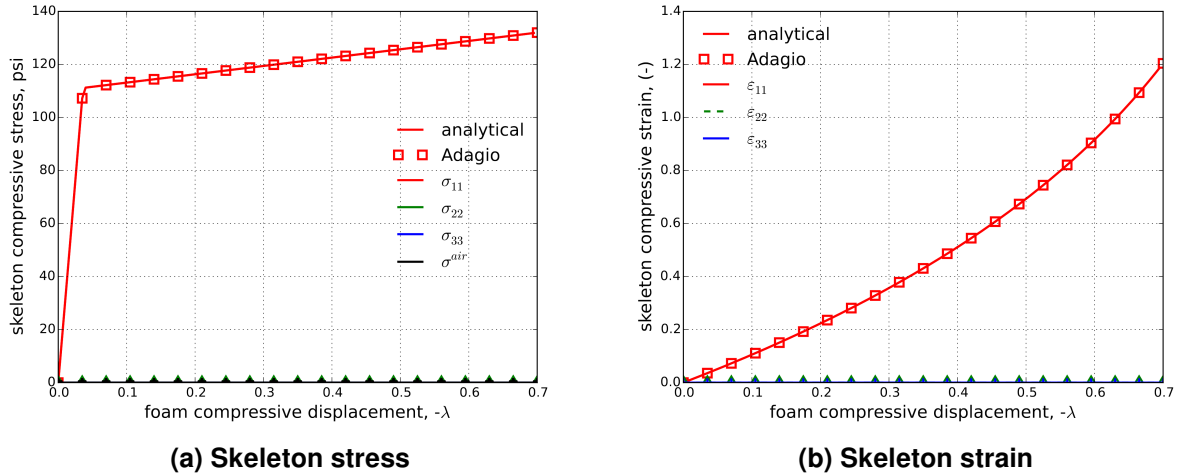 140
120
100
80
60
40
20
0
skeleton compressive stress, psi
analytical
Adagio
σ11
σ22
σ33
σ^air
0.0 0.1 0.2 0.3 0.4 0.5 0.6 0.7
foam compressive displacement, -λ
(a) Skeleton stress
1.4
1.2
1.0
0.8
0.6
0.4
0.2
0.0
skeleton compressive strain, (-)
analytical
Adagio
ε11
ε22
ε33
0.0 0.1 0.2 0.3 0.4 0.5 0.6 0.7
foam compressive displacement, -λ
(b) Skeleton strain